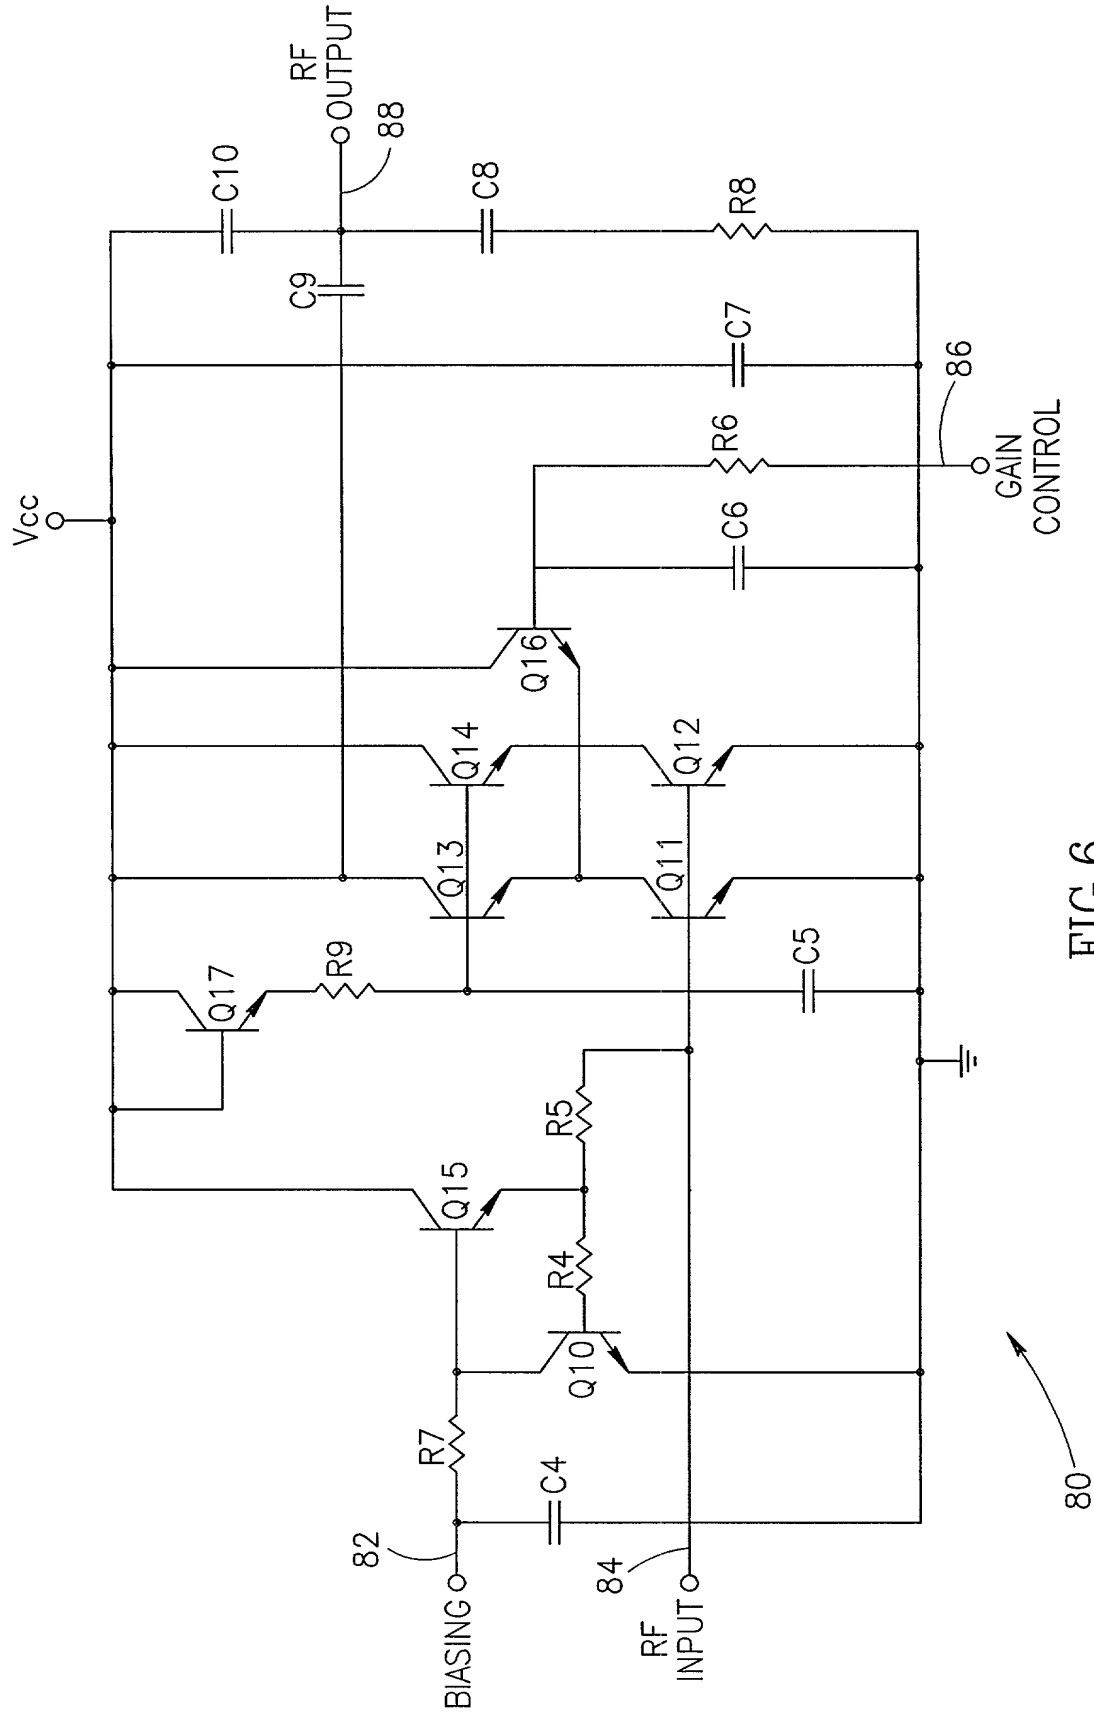 Vcc
RF
OUTPUT
C10
88
C9
C8
R8
C7
86
R6
GAIN
CONTROL
C6
Q16
Q14
Q12
Q13
Q11
Q17
R9
C5
Q15
R5
R4
Q10
R7
C4
82
BIASING
84
RF
INPUT
80
FIG.6